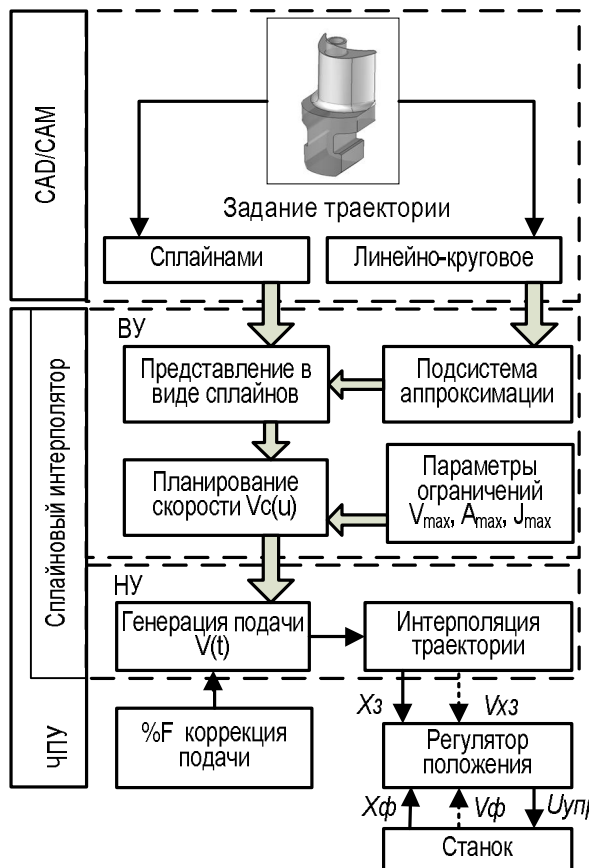 CAD/CAM
Задание траектории
Сплайнами
Линейно-круговое
Сплайновый интерполятор
ЧПУ
ВУ
Представление в
виде сплайнов
Подсистема
аппроксимации
Планирование
скорости Vc(u)
Параметры
ограничений
Vmax, Amax, Jmax
НУ
Генерация подачи
V(t)
Интерполяция
траектории
%F коррекция
подачи
Xз
Vxз
Регулятор
положения
Xф
Vф
Uупр
Станок